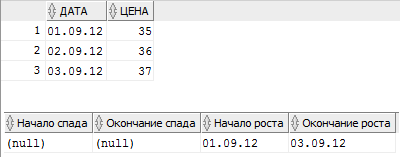 ДАТА ЦЕНА
1 01.09.12 35
2 02.09.12 36
3 03.09.12 37
Начало спада Окончание спада Начало роста Окончание роста
(null) (null) 01.09.12 03.09.12